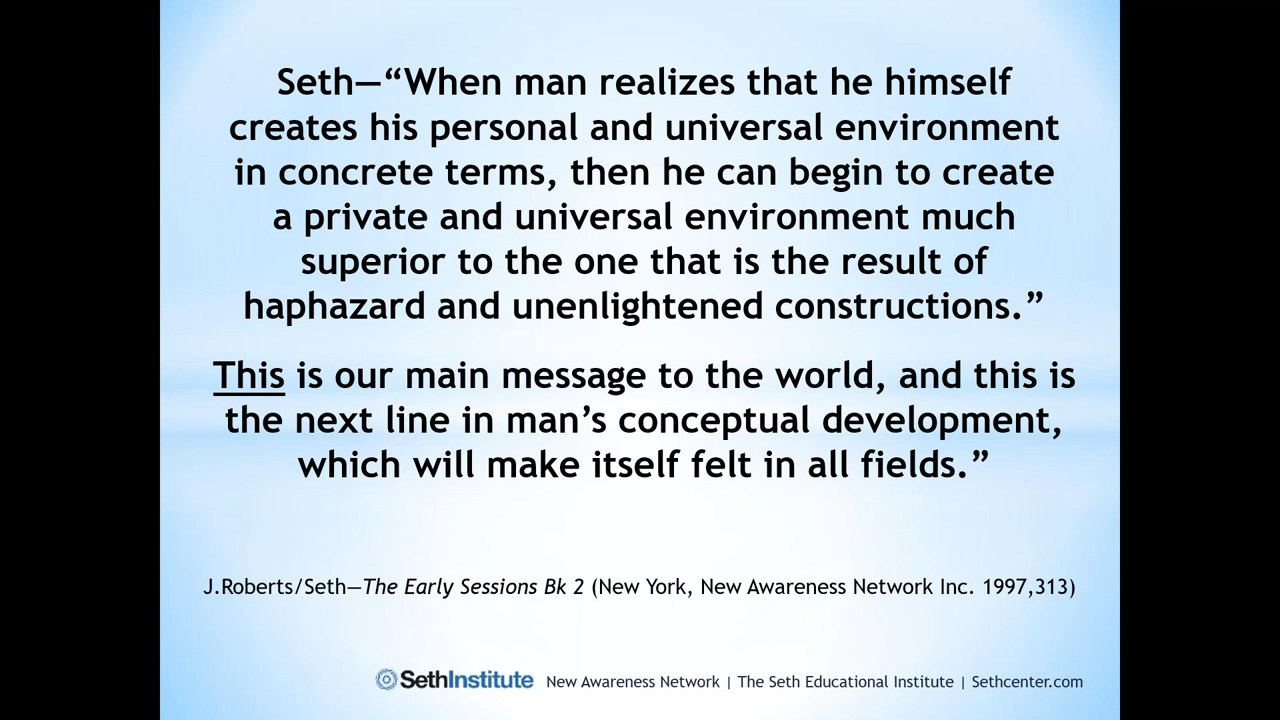 Seth—“When man realizes that he himself
creates his personal and universal environment
in concrete terms, then he can begin to create
a private and universal environment much
superior to the one that is the result of
haphazard and unenlightened constructions.”
This is our main message to the world, and this is
the next line in man’s conceptual development,
which will make itself felt in all fields.”
J.Roberts/Seth—The Early Sessions Bk 2 (New York, New Awareness Network Inc. 1997,313)
SethInstitute New Awareness Network | The Seth Educational Institute | Sethcenter.com